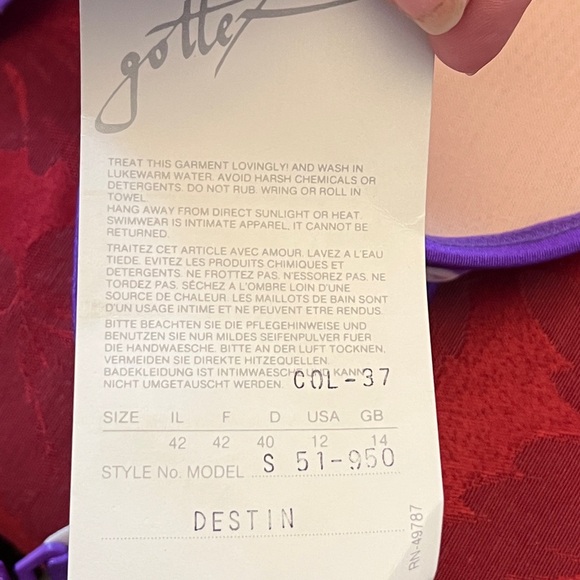 gottex
TREAT THIS GARMENT LOVINGLY! AND WASH IN
LUKEWARM WATER. AVOID HARSH CHEMICALS OR
DETERGENTS. DO NOT RUB. WRING OR ROLL IN
TOWEL.
HANG AWAY FROM DIRECT SUNLIGHT OR HEAT.
SWIMWEAR IS INTIMATE APPAREL, IT CANNOT BE
RETURNED.
TRAITEZ CET ARTICLE AVEC AMOUR. LAVEZ A L'EAU
TIEDE. EVITEZ LES PRODUITS CHIMIQUES ET
DETERGENTS. NE FROTTEZ PAS. N'ESSOREZ PAS. NE
TORDEZ PAS. SÉCHEZ A L'OMBRE LOIN D'UNE
SOURCE DE CHALEUR. LES MAILLOTS DE BAIN SONT
D'UN USAGE INTIME ET NE PEUVENT ETRE RENDUS.
BITTE BEACHTEN SIE DIE PFLEGEHINWEISE UND
BENUTZEN SIE NUR MILDES SEIFENPULVER FUER
DIE HANDWAESCHE. BITTE AN DER LUFT TOCKNEN,
VERMEIDEN SIE DIREKTE HITZEQUELLEN.
BADEKLEIDUNG IST INTIMWAESCHE UND KANN
NICHT UMGETAUSCHT WERDEN. COL-37
SIZE IL F D USA GB
42 42 40 12 14
STYLE No. MODEL S 51-950
DESTIN
RN-49787